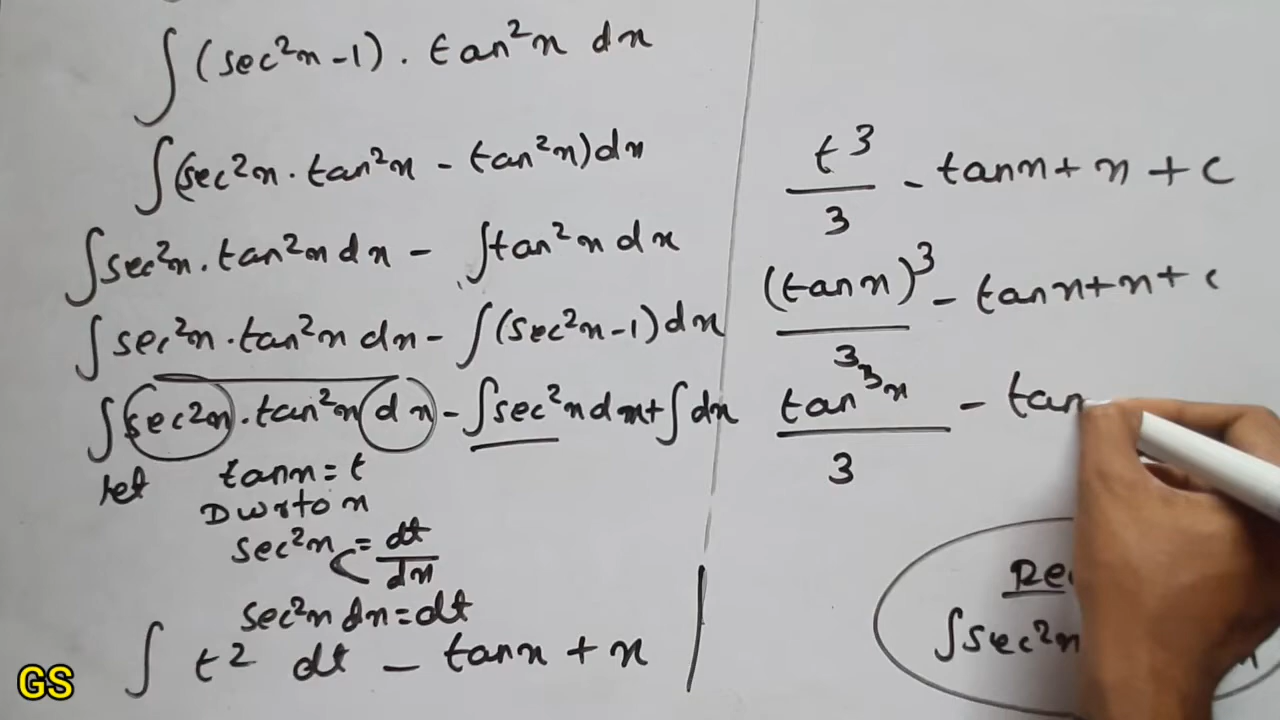 ∫(sec²x-1). tan²x dx
∫(sec²x. tan²x - tan²x)dx
∫sec²x. tan²x dx - ∫tan²x dx
∫sec²x. tan²x dx - ∫(sec²x-1)dx
∫sec²x. tan²x dx - ∫sec²x dx + ∫dx
let tanx = t
D w r to x
sec²x = dt/dx
sec²x dx = dt
∫ t² dt - tanx + x
t³/3 - tanx + x + c
(tanx)³/3 - tanx + x + c
tan³x/3 - tan
∫sec²x
GS